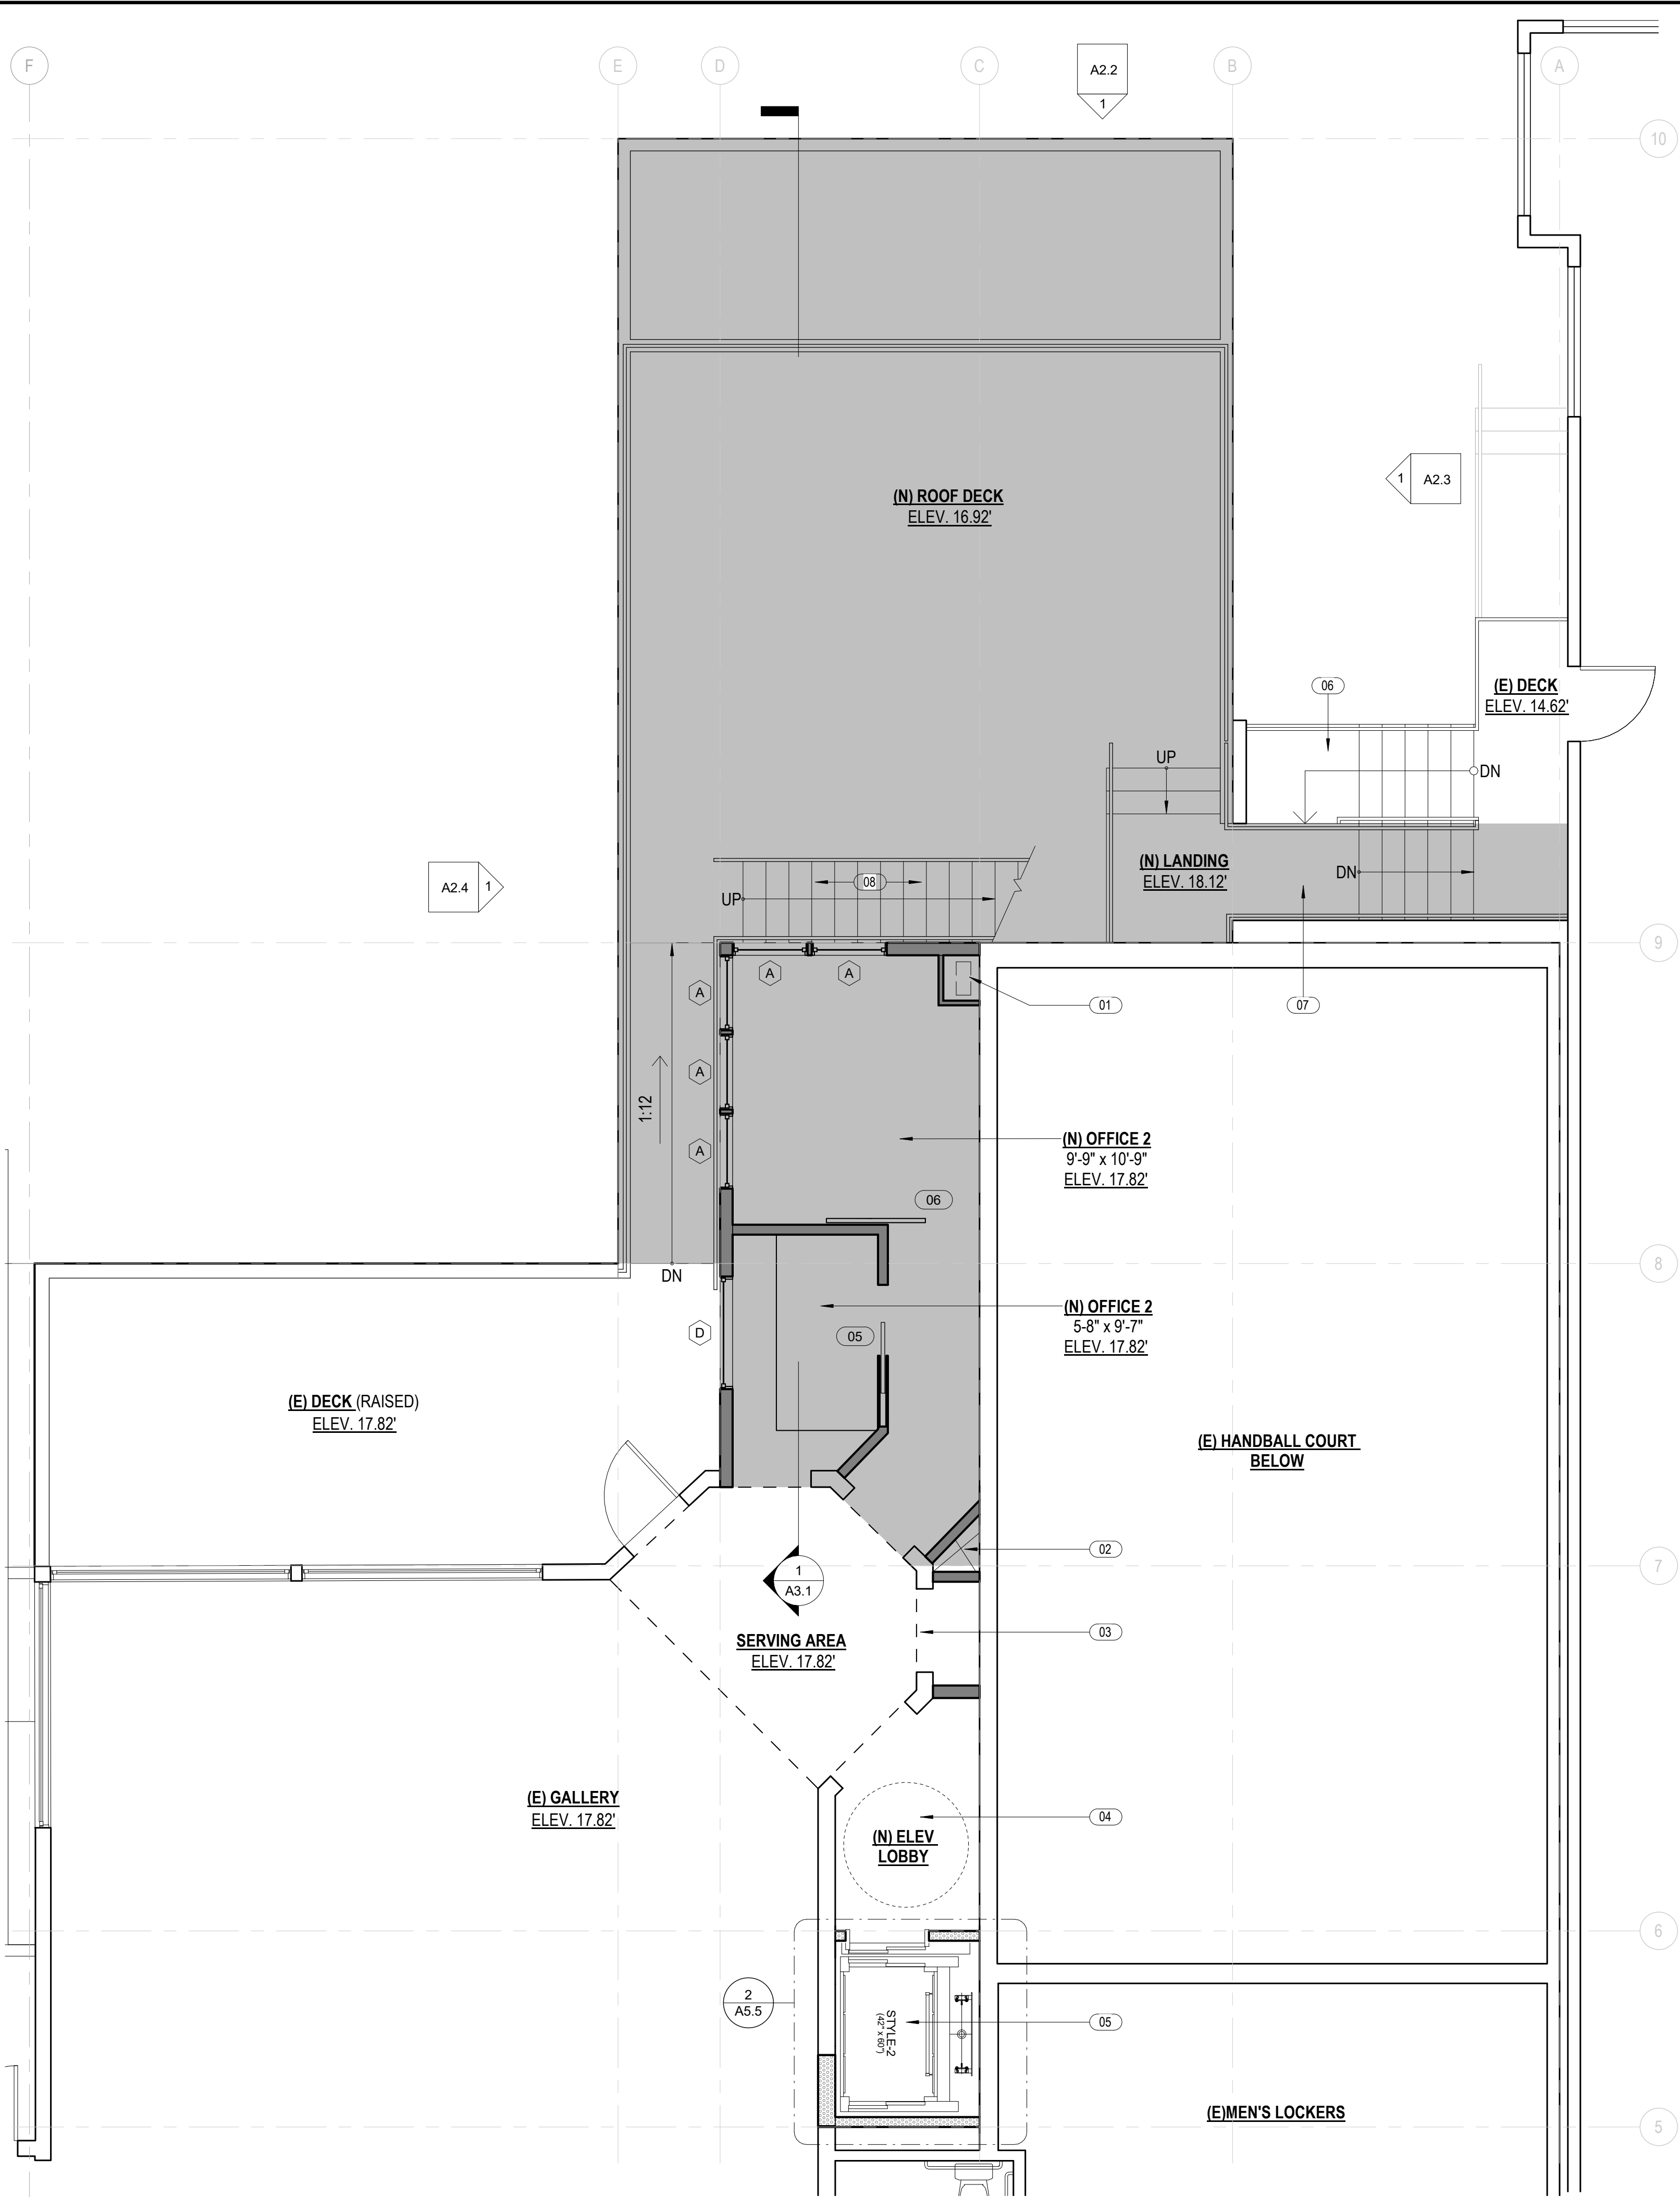 F
E
D
C
B
A
A2.2
1
10
(N) ROOF DECK
ELEV. 16.92'
1
A2.3
06
(E) DECK
ELEV. 14.62'
UP
DN
(N) LANDING
ELEV. 18.12'
DN
08
UP
A2.4
1
9
A
A
A
01
07
A
1:12
A
(N) OFFICE 2
9'-9" x 10'-9"
ELEV. 17.82'
06
8
DN
(N) OFFICE 2
5-8" x 9'-7"
ELEV. 17.82'
D
05
(E) DECK (RAISED)
ELEV. 17.82'
(E) HANDBALL COURT
BELOW
02
7
1
A3.1
03
SERVING AREA
ELEV. 17.82'
(E) GALLERY
ELEV. 17.82'
04
(N) ELEV
LOBBY
6
2
A5.5
STYLE-2
(42" x 60")
05
(E)MEN'S LOCKERS
5